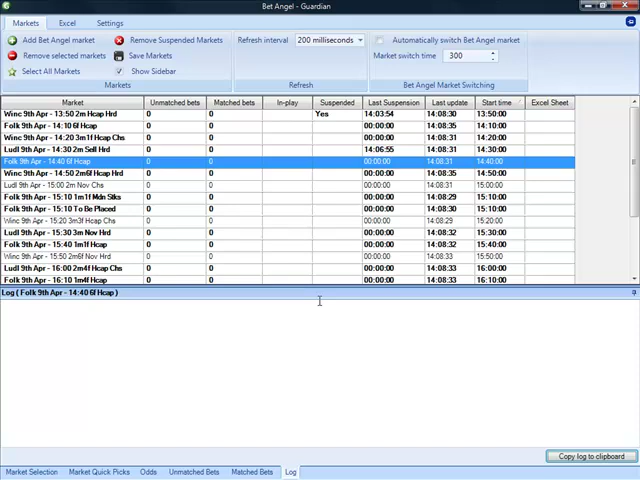 Bet Angel - Guardian
Markets Excel Settings
Add Bet Angel market Remove Suspended Markets Refresh interval 200 milliseconds Automatically switch Bet Angel market
Remove selected markets Save Markets Market switch time 300
Select All Markets Show Sidebar
Markets Refresh Bet Angel Market Switching
Market Unmatched bets Matched bets In-play Suspended Last Suspension Last update Start time Excel Sheet
Winc 9th Apr - 13:50 2m Hcap Hrd 0 0 Yes 14:03:54 14:08:30 13:50:00
Folk 9th Apr - 14:10 6f Hcap 0 0 00:00:00 14:08:35 14:10:00
Winc 9th Apr - 14:20 3m1f Hcap Chs 0 0 00:00:00 14:08:35 14:20:00
Ludl 9th Apr - 14:30 2m Sell Hrd 0 0 14:06:55 14:08:31 14:30:00
Folk 9th Apr - 14:40 6f Hcap 0 0 00:00:00 14:08:31 14:40:00
Winc 9th Apr - 14:50 2m6f Hcap Hrd 0 0 00:00:00 14:08:35 14:50:00
Ludl 9th Apr - 15:00 2m Nov Chs 0 0 00:00:00 14:08:31 15:00:00
Folk 9th Apr - 15:10 1m1f Mdn Stks 0 0 00:00:00 14:08:29 15:10:00
Folk 9th Apr - 15:10 To Be Placed 0 0 00:00:00 14:08:30 15:10:00
Winc 9th Apr - 15:20 3m3f Hcap Chs 0 0 00:00:00 14:08:29 15:20:00
Ludl 9th Apr - 15:30 3m Nov Hrd 0 0 00:00:00 14:08:32 15:30:00
Folk 9th Apr - 15:40 1m1f Hcap 0 0 00:00:00 14:08:32 15:40:00
Winc 9th Apr - 15:50 2m6f Nov Hrd 0 0 00:00:00 14:08:33 15:50:00
Ludl 9th Apr - 16:00 2m4f Hcap Chs 0 0 00:00:00 14:08:33 16:00:00
Folk 9th Apr - 16:10 1m4f Hcap 0 0 00:00:00 14:08:33 16:10:00
Log ( Folk 9th Apr - 14:40 6f Hcap )
Copy log to clipboard
Market Selection Market Quick Picks Odds Unmatched Bets Matched Bets Log